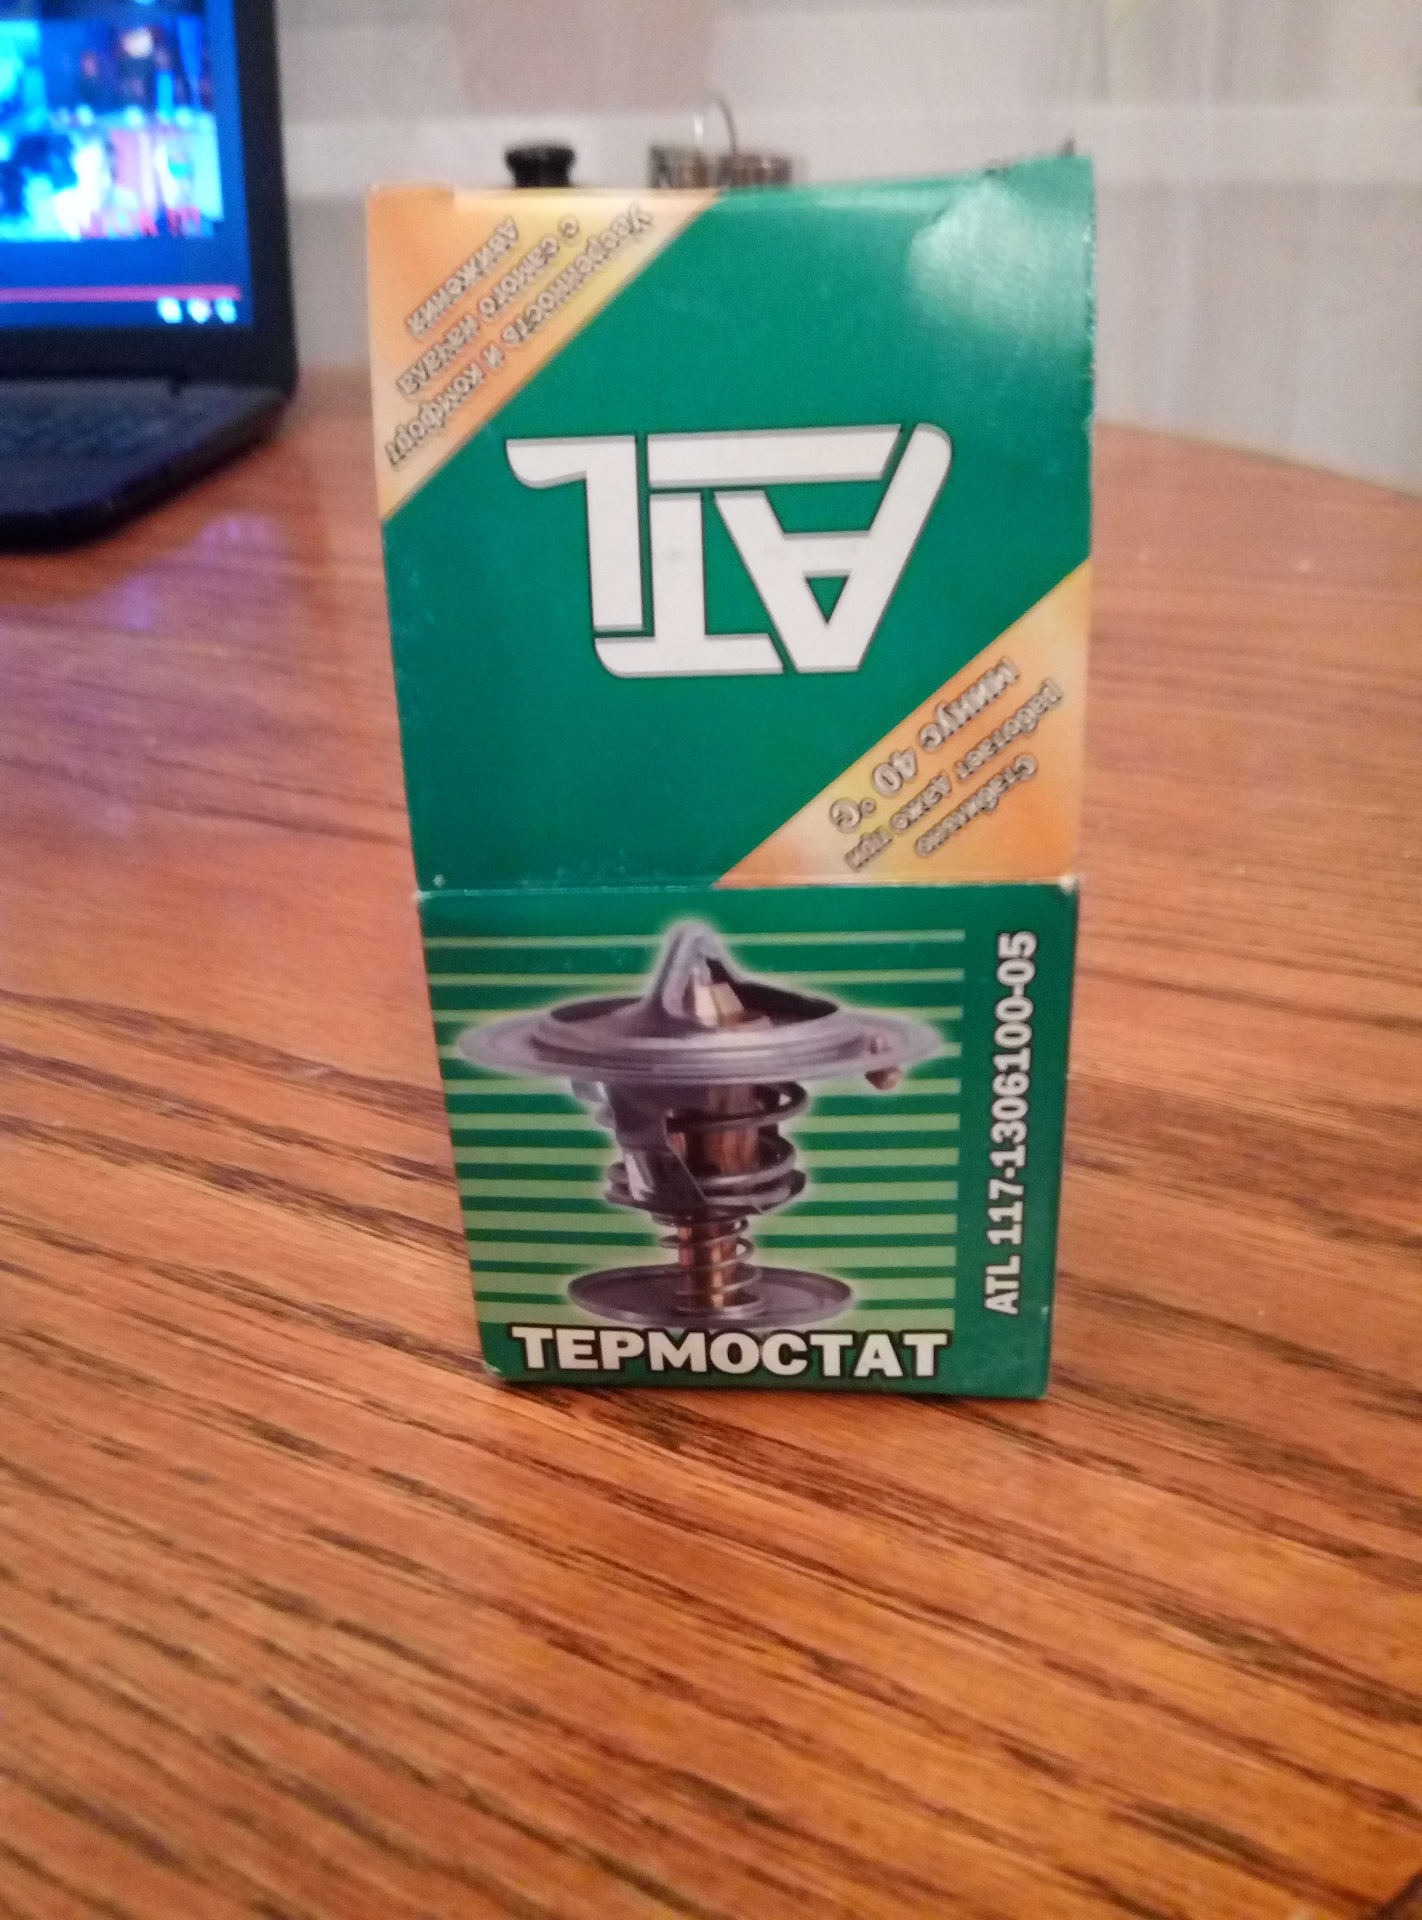 Уверенность и комфорт
с самого начала
движения
ATL
Стабильно
работает даже при
минус 40 °С
ATL 117-1306100-05
ТЕРМОСТАТ